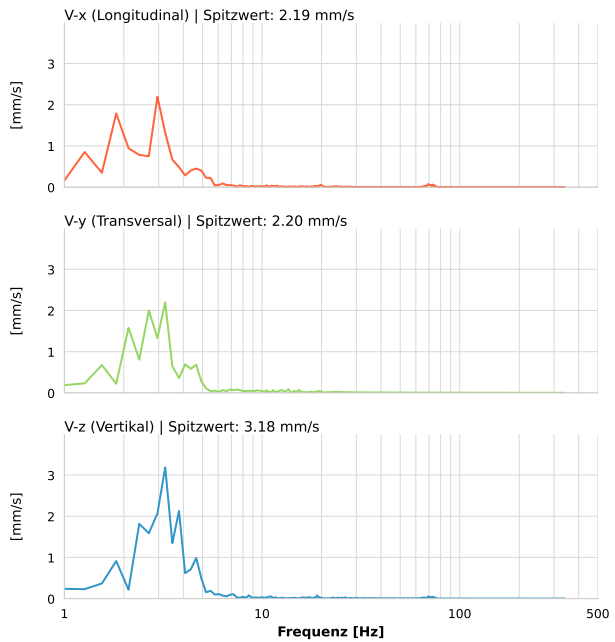 V-x (Longitudinal) | Spitzwert: 2.19 mm/s
3
2
1
0
[mm/s]
V-y (Transversal) | Spitzwert: 2.20 mm/s
3
2
1
0
[mm/s]
V-z (Vertikal) | Spitzwert: 3.18 mm/s
3
2
1
0
[mm/s]
1 10 100 500
Frequenz [Hz]